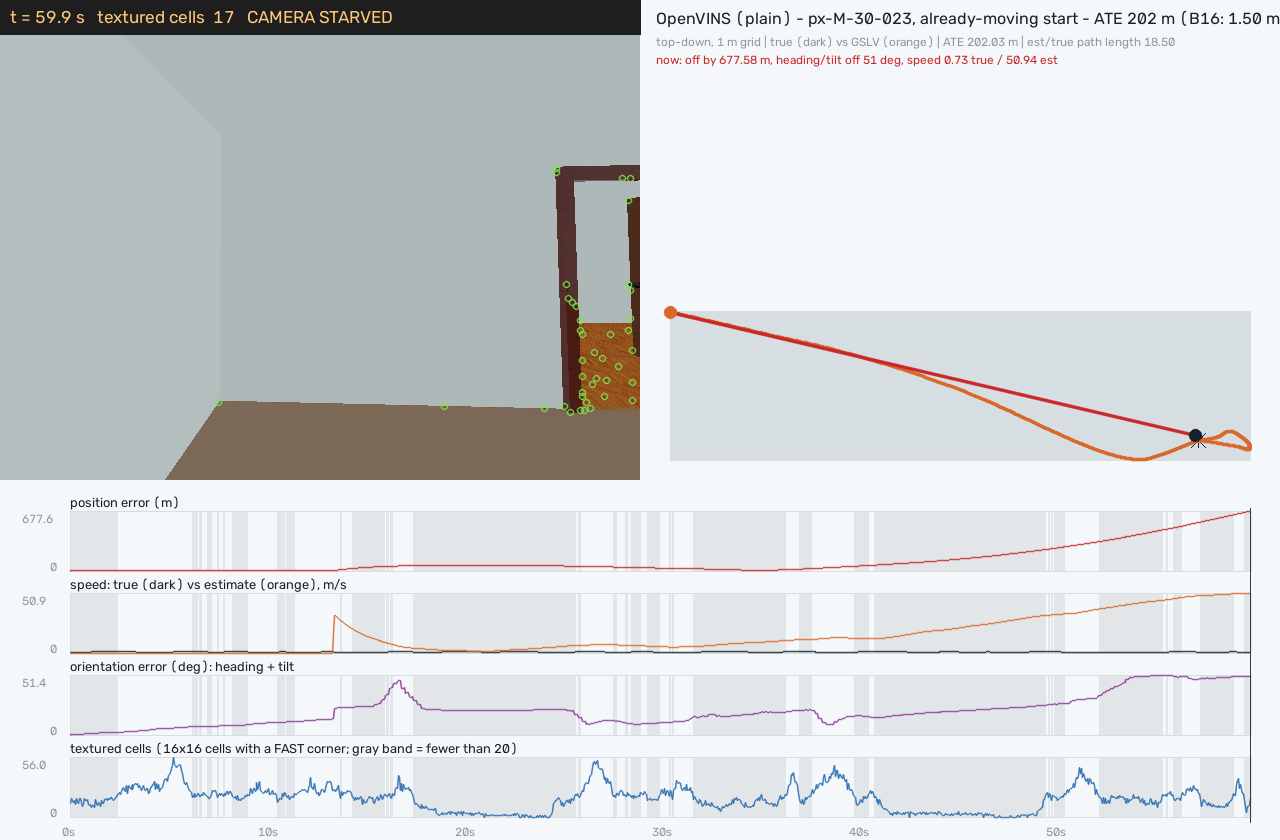 t = 59.9 s   textured cells  17   CAMERA STARVED
OpenVINS (plain) - px-M-30-023, already-moving start - ATE 202 m (B16: 1.50 m
top-down, 1 m grid | true (dark) vs GSLV (orange) | ATE 202.03 m | est/true path length 18.50
now: off by 677.58 m, heading/tilt off 51 deg, speed 0.73 true / 50.94 est
position error (m)
677.6
0
speed: true (dark) vs estimate (orange), m/s
50.9
0
orientation error (deg): heading + tilt
51.4
0
textured cells (16x16 cells with a FAST corner; gray band = fewer than 20)
56.0
0
0s 10s 20s 30s 40s 50s